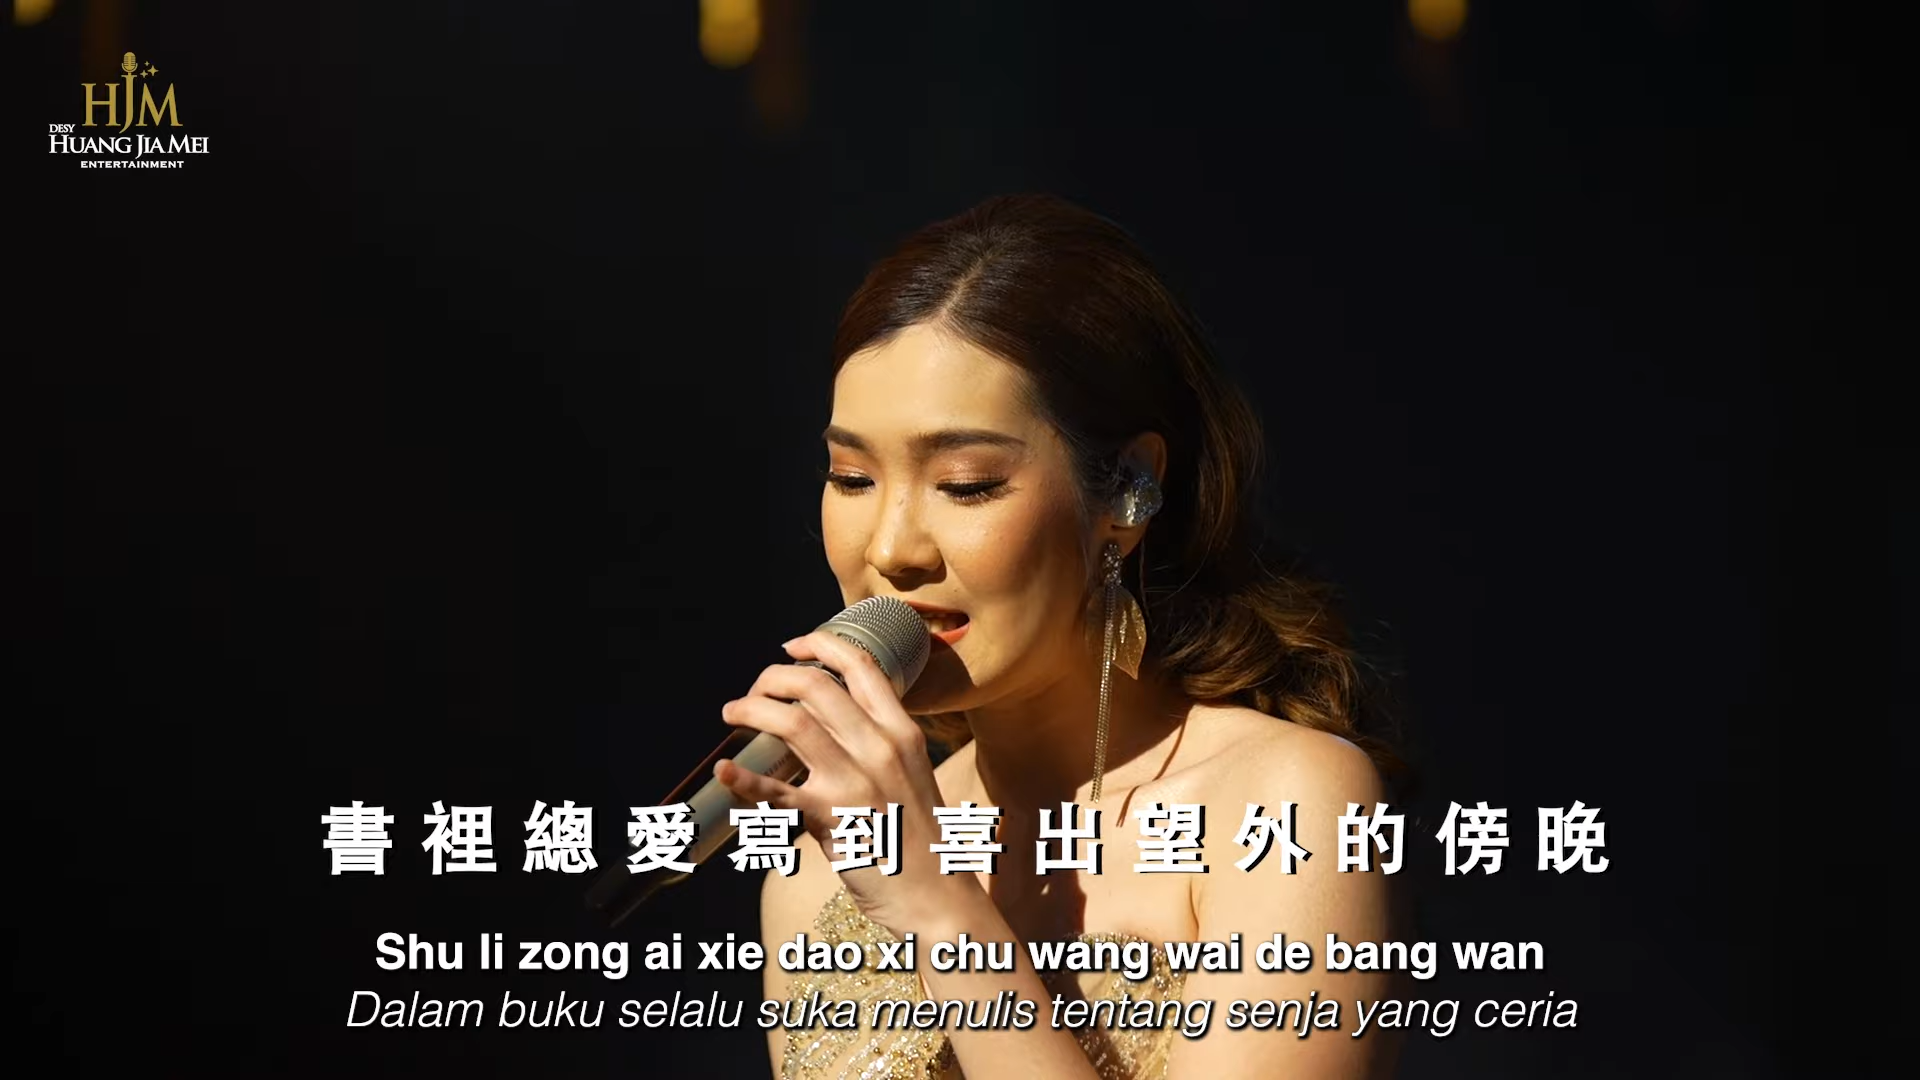 HJM
DESY
HUANG JIA MEI
ENTERTAINMENT
書裡總愛寫到喜出望外的傍晚
Shu li zong ai xie dao xi chu wang wai de bang wan
Dalam buku selalu suka menulis tentang senja yang ceria